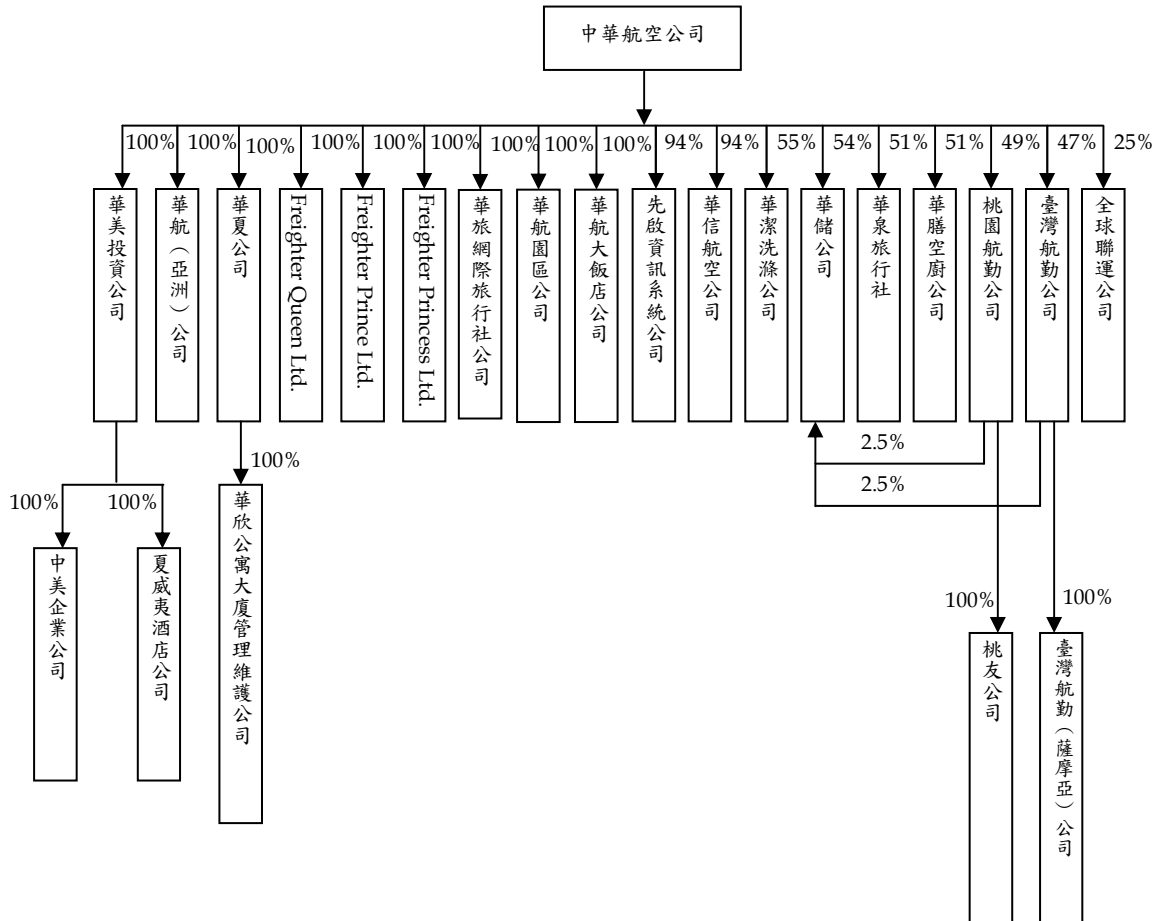 中華航空公司
100%
100%
100%
100%
100%
100%
100%
100%
100%
94%
94%
55%
54%
51%
51%
49%
47%
25%
華美投資公司
華航（亞洲）公司
華夏公司
Freighter Queen Ltd.
Freighter Prince Ltd.
Freighter Princess Ltd.
華旅網際旅行社公司
華航園區公司
華航大飯店公司
先啟資訊系統公司
華信航空公司
華潔洗滌公司
華儲公司
華泉旅行社
華膳空廚公司
桃園航勤公司
臺灣航勤公司
全球聯運公司
2.5%
2.5%
100%
100%
100%
中美企業公司
夏威夷酒店公司
華欣公寓大廈管理維護公司
100%
100%
桃友公司
臺灣航勤（薩摩亞）公司